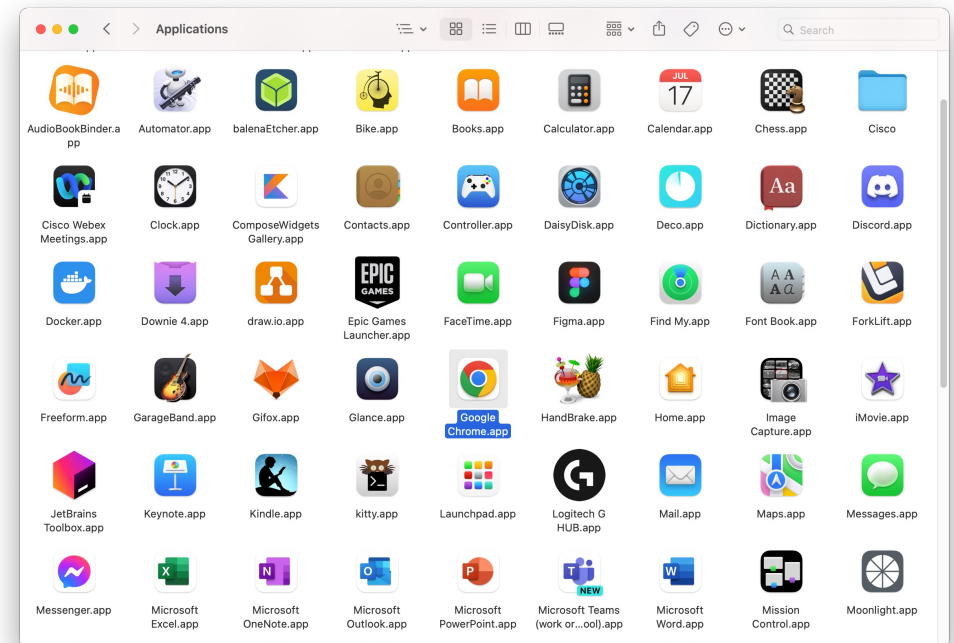 Applications
Search
AudioBookBinder.a
pp
Automator.app
balenaEtcher.app
Bike.app
Books.app
Calculator.app
JUL
17
Calendar.app
Chess.app
Cisco
Cisco Webex
Meetings.app
Clock.app
ComposeWidgets
Gallery.app
Contacts.app
Controller.app
DaisyDisk.app
Deco.app
Aa
Dictionary.app
Discord.app
Docker.app
Downie 4.app
draw.io.app
EPIC
GAMES
Epic Games
Launcher.app
FaceTime.app
Figma.app
Find My.app
A A
A a
Font Book.app
ForkLift.app
Freeform.app
GarageBand.app
Gifox.app
Glance.app
Google
Chrome.app
HandBrake.app
Home.app
Image
Capture.app
iMovie.app
JetBrains
Toolbox.app
Keynote.app
Kindle.app
kitty.app
Launchpad.app
G
Logitech G
HUB.app
Mail.app
Maps.app
Messages.app
Messenger.app
X
Microsoft
Excel.app
N
Microsoft
OneNote.app
O
Microsoft
Outlook.app
P
Microsoft
PowerPoint.app
T
NEW
Microsoft Teams
(work or...ool).app
W
Microsoft
Word.app
Mission
Control.app
Moonlight.app